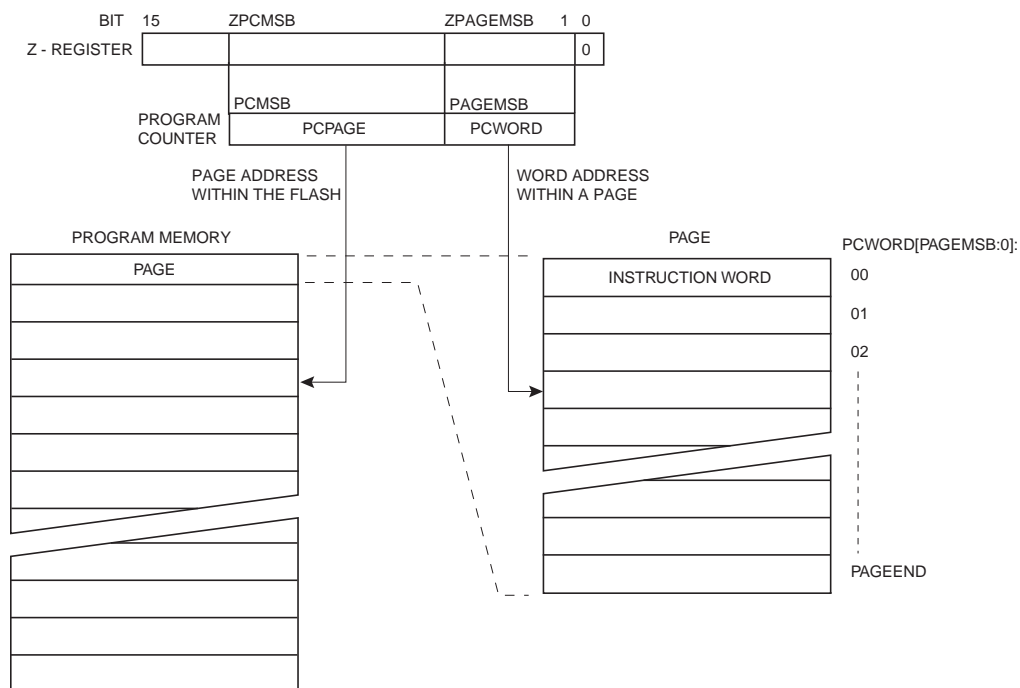 BIT 15 ZPCMSB ZPAGEMSB 1 0
Z - REGISTER 0
PCMSB PAGEMSB
PROGRAM
COUNTER
PCPAGE PCWORD
PAGE ADDRESS
WITHIN THE FLASH
WORD ADDRESS
WITHIN A PAGE
PROGRAM MEMORY
PAGE
PAGE
PCWORD[PAGEMSB:0]:
INSTRUCTION WORD
00
01
02
PAGEEND